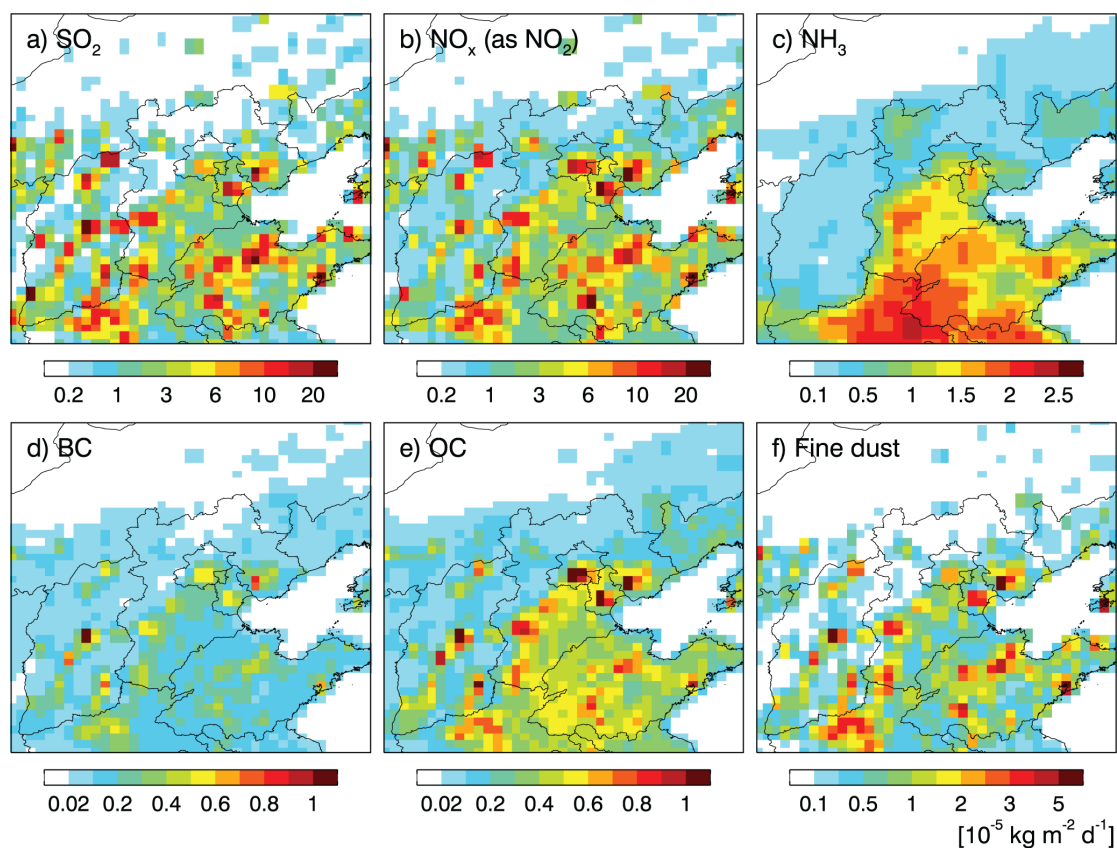 a) SO₂
b) NOₓ (as NO₂)
c) NH₃
0.2 1 3 6 10 20
0.2 1 3 6 10 20
0.1 0.5 1 1.5 2 2.5
d) BC
e) OC
f) Fine dust
0.02 0.2 0.4 0.6 0.8 1
0.02 0.2 0.4 0.6 0.8 1
0.1 0.5 1 2 3 5
[10⁻⁵ kg m⁻² d⁻¹]